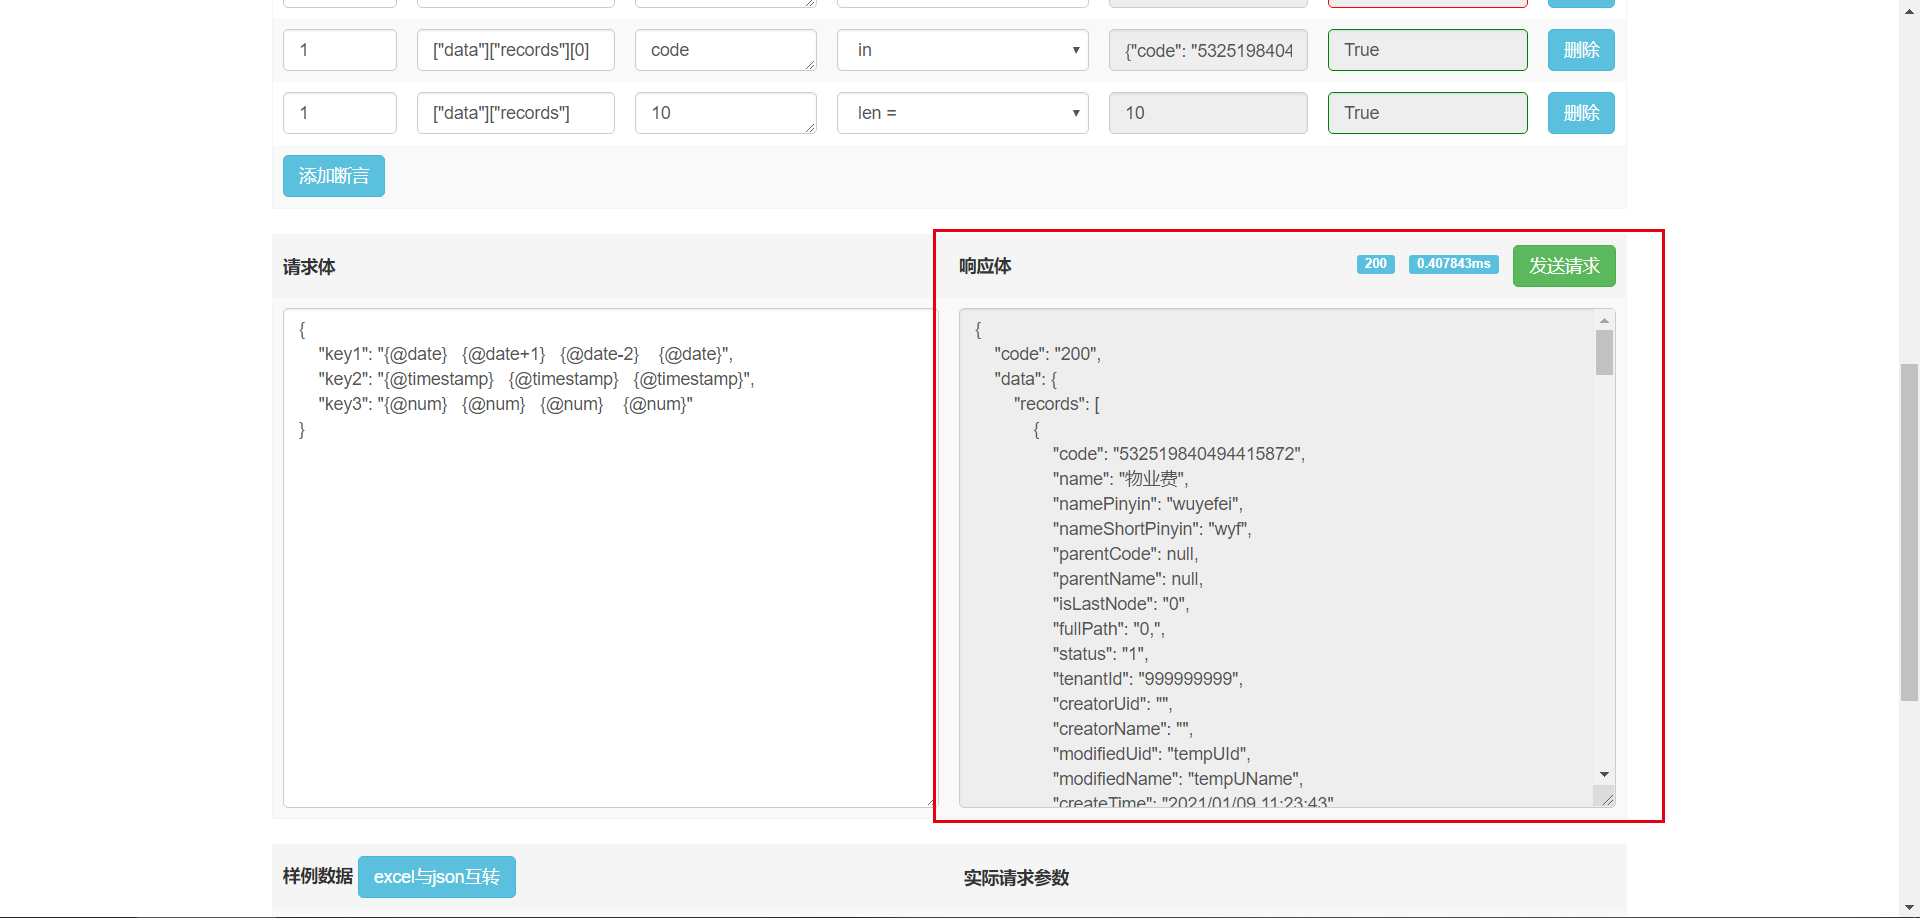 1 ["data"]["records"][0] code in {"code": "5325198404 True 删除
1 ["data"]["records"] 10 len = 10 True 删除
添加断言
请求体
{
"key1": "{@date} {@date+1} {@date-2} {@date}",
"key2": "{@timestamp} {@timestamp} {@timestamp}",
"key3": "{@num} {@num} {@num} {@num}"
}
响应体 200 0.407843ms 发送请求
{
"code": "200",
"data": {
"records": [
{
"code": "532519840494415872",
"name": "物业费",
"namePinyin": "wuyefei",
"nameShortPinyin": "wyf",
"parentCode": null,
"parentName": null,
"isLastNode": "0",
"fullPath": "0,",
"status": "1",
"tenantId": "999999999",
"creatorUid": "",
"creatorName": "",
"modifiedUid": "tempUId",
"modifiedName": "tempUName",
"createTime": "2021/01/09 11:23:43"
样例数据 excel与json互转
实际请求参数